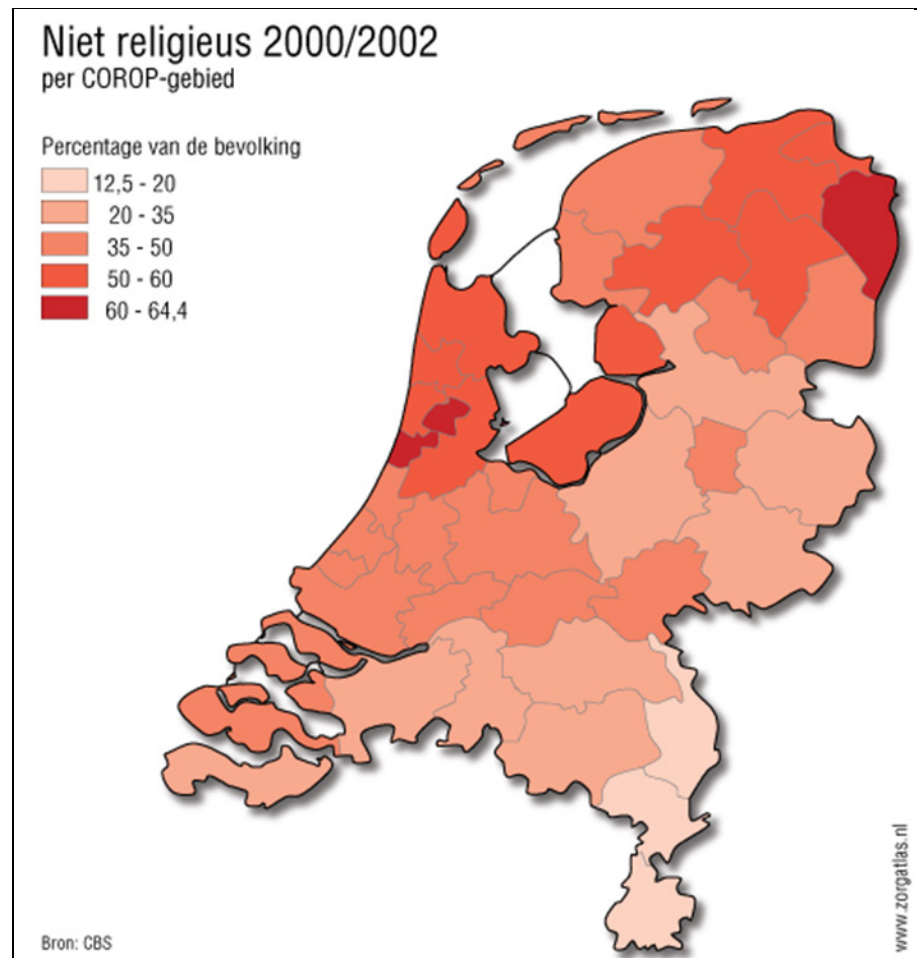 Niet religieus 2000/2002
per COROP-gebied
Percentage van de bevolking
12,5 - 20
20 - 35
35 - 50
50 - 60
60 - 64,4
Bron: CBS
www.zorgatlas.nl